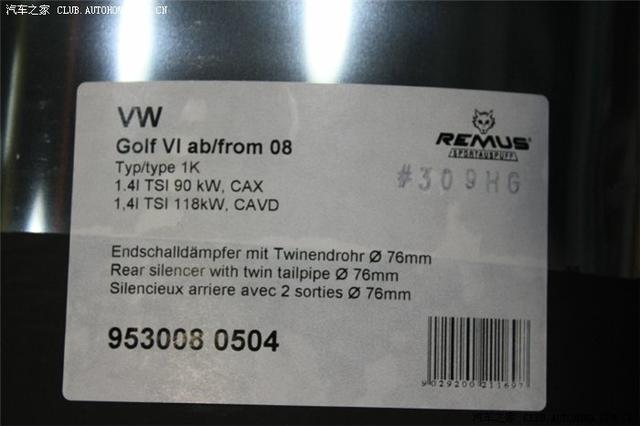 汽车之家 CLUB.AUTOHOME.COM.CN
VW
Golf VI ab/from 08
Typ/type 1K
1.4l TSI 90 kW, CAX
1,4l TSI 118kW, CAVD
REMUS
SPORTAUSPUFF
#309HG
Endschalldämpfer mit Twinendrohr Ø 76mm
Rear silencer with twin tailpipe Ø 76mm
Silencieux arriere avec 2 sorties Ø 76mm
953008 0504
9029200211697